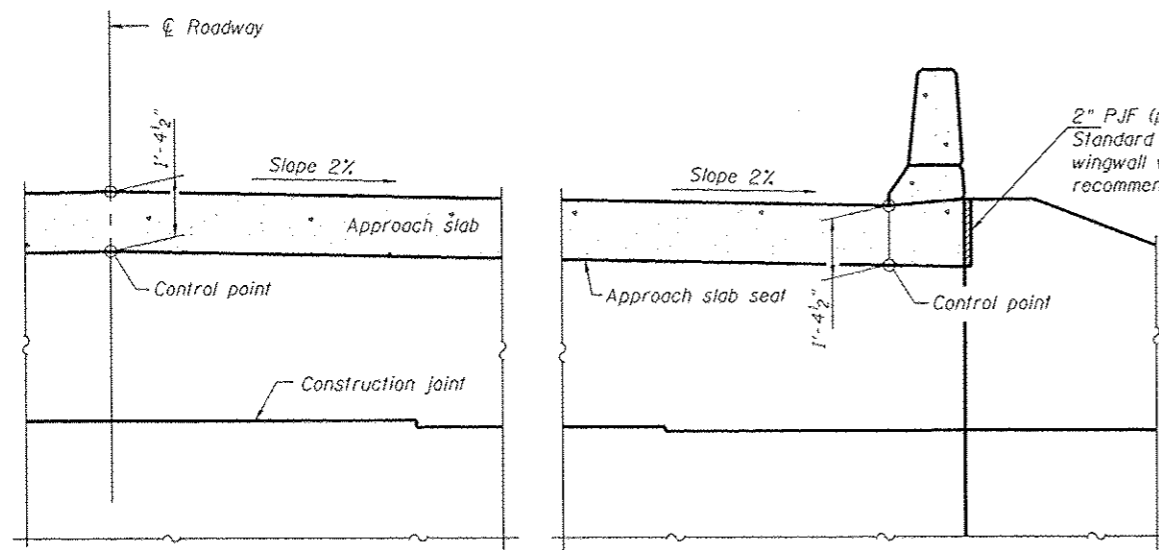 ℄ Roadway
1'-4½"
Slope 2%
Approach slab
Control point
Construction joint
Slope 2%
2" PJF
Standard
wingwall
recommen
Approach slab seat
Control point
1'-4½"